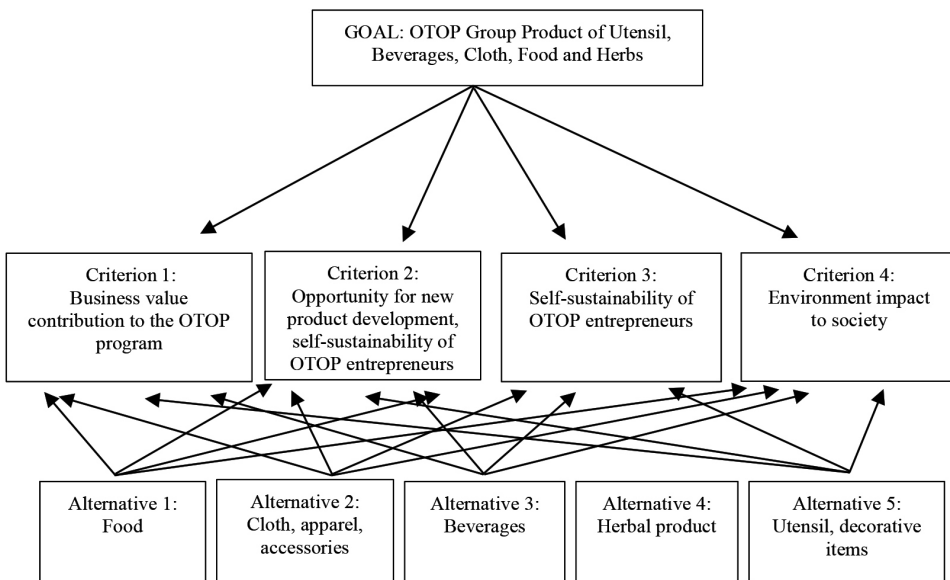 GOAL: OTOP Group Product of Utensil,
Beverages, Cloth, Food and Herbs
Criterion 1:
Business value
contribution to the OTOP
program
Criterion 2:
Opportunity for new
product development,
self-sustainability of
OTOP entrepreneurs
Criterion 3:
Self-sustainability of
OTOP entrepreneurs
Criterion 4:
Environment impact
to society
Alternative 1:
Food
Alternative 2:
Cloth, apparel,
accessories
Alternative 3:
Beverages
Alternative 4:
Herbal product
Alternative 5:
Utensil, decorative
items